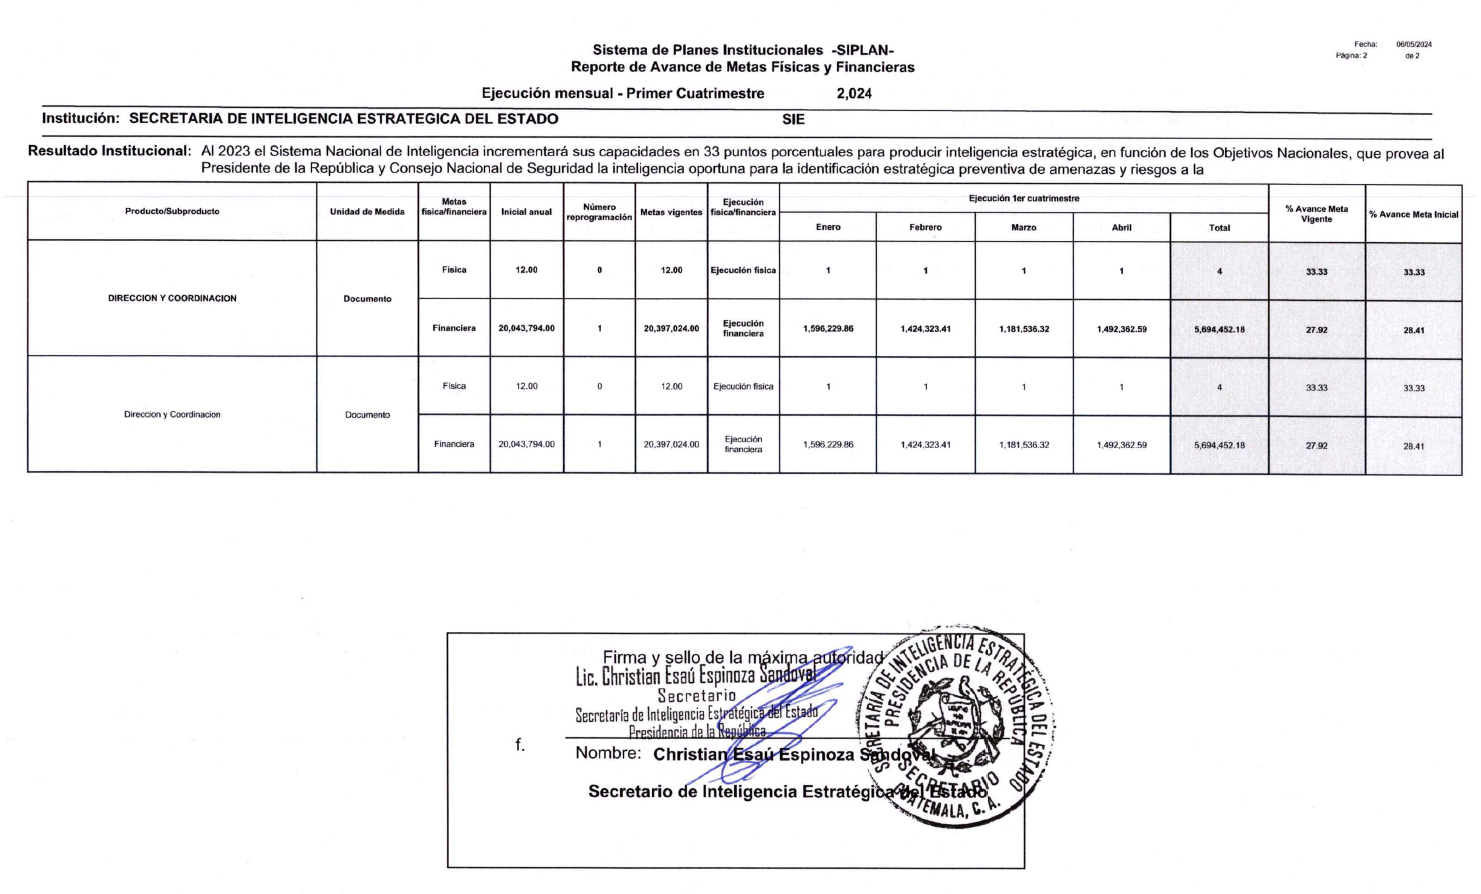 Fecha: 06/05/2024
Página: 2 de 2
Sistema de Planes Institucionales -SIPLAN-
Reporte de Avance de Metas Físicas y Financieras
Ejecución mensual - Primer Cuatrimestre 2,024
Institución: SECRETARIA DE INTELIGENCIA ESTRATEGICA DEL ESTADO SIE
Resultado Institucional: Al 2023 el Sistema Nacional de Inteligencia incrementará sus capacidades en 33 puntos porcentuales para producir inteligencia estratégica, en función de los Objetivos Nacionales, que provea al
Presidente de la República y Consejo Nacional de Seguridad la inteligencia oportuna para la identificación estratégica preventiva de amenazas y riesgos a la
Producto/Subproducto Unidad de Medida Metas física/financiera Inicial anual Número reprogramación Metas vigentes Ejecución física/financiera Ejecución 1er cuatrimestre % Avance Meta Vigente % Avance Meta Inicial
Enero Febrero Marzo Abril Total
DIRECCION Y COORDINACION Documento
Física 12.00 0 12.00 Ejecución física 1 1 1 1 4 33.33 33.33
Financiera 20,043,794.00 1 20,397,024.00 Ejecución financiera 1,596,229.86 1,424,323.41 1,181,536.32 1,492,362.59 5,694,452.18 27.92 28.41
Direccion y Coordinacion Documento
Física 12.00 0 12.00 Ejecución física 1 1 1 1 4 33.33 33.33
Financiera 20,043,794.00 1 20,397,024.00 Ejecución financiera 1,596,229.86 1,424,323.41 1,181,536.32 1,492,362.59 5,694,452.18 27.92 28.41
Firma y sello de la máxima autoridad
Lic. Christian Esaú Espinoza Sandoval
Secretario
Secretaría de Inteligencia Estratégica del Estado
Presidencia de la República
f.
Nombre: Christian Esaú Espinoza Sandoval
Secretario de Inteligencia Estratégica del Estado
SECRETARÍA DE INTELIGENCIA ESTRATÉGICA DEL ESTADO
PRESIDENCIA DE LA REPÚBLICA
SECRETARIO
GUATEMALA, C. A.